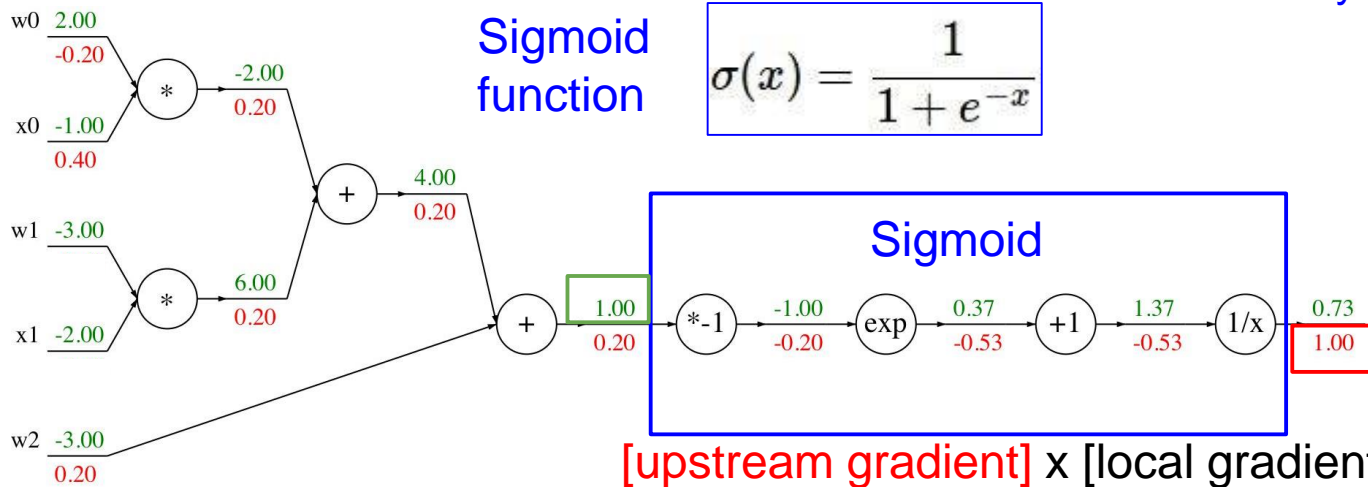 Sigmoid
function
σ(x) = 1 / (1 + e^{-x})
w0 2.00
-0.20
*
-2.00
0.20
x0 -1.00
0.40
+
4.00
0.20
w1 -3.00
*
6.00
0.20
x1 -2.00
Sigmoid
+
1.00
0.20
*-1
-1.00
-0.20
exp
0.37
-0.53
+1
1.37
-0.53
1/x
0.73
1.00
w2 -3.00
0.20
[upstream gradient] x [local gradient